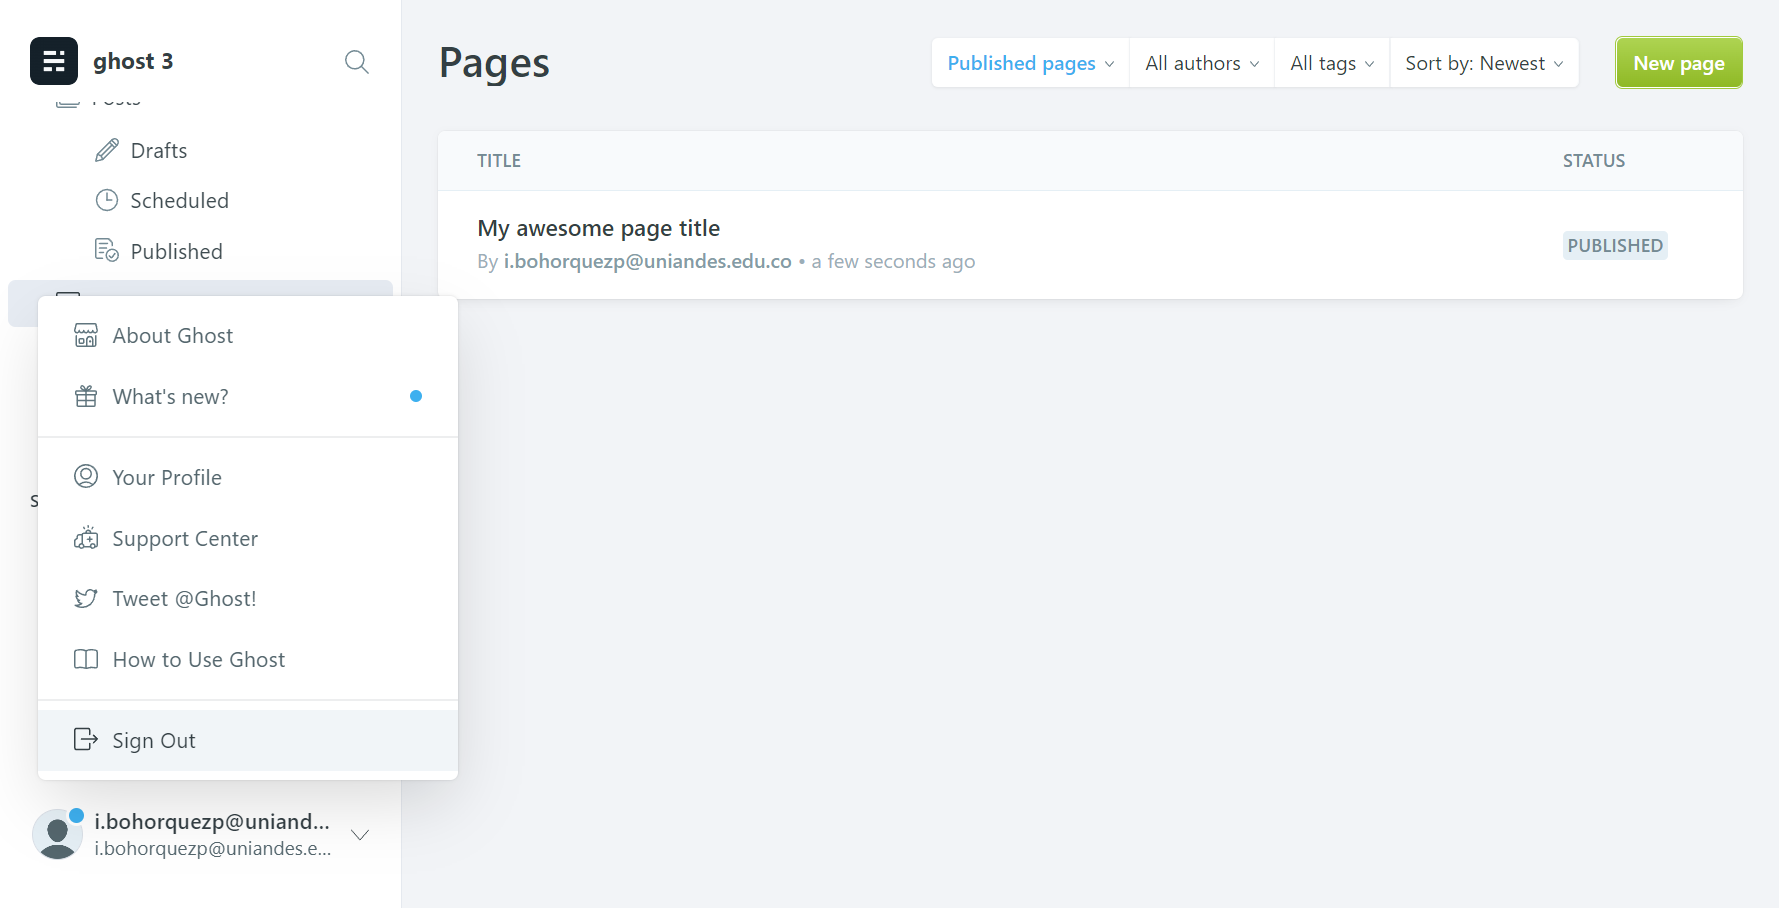 ghost 3
Posts
Drafts
Scheduled
Published
About Ghost
What's new?
Your Profile
Support Center
Tweet @Ghost!
How to Use Ghost
Sign Out
i.bohorquezp@uniand...
i.bohorquezp@uniandes.e...
Pages
Published pages
All authors
All tags
Sort by: Newest
New page
TITLE
STATUS
My awesome page title
By i.bohorquezp@uniandes.edu.co • a few seconds ago
PUBLISHED